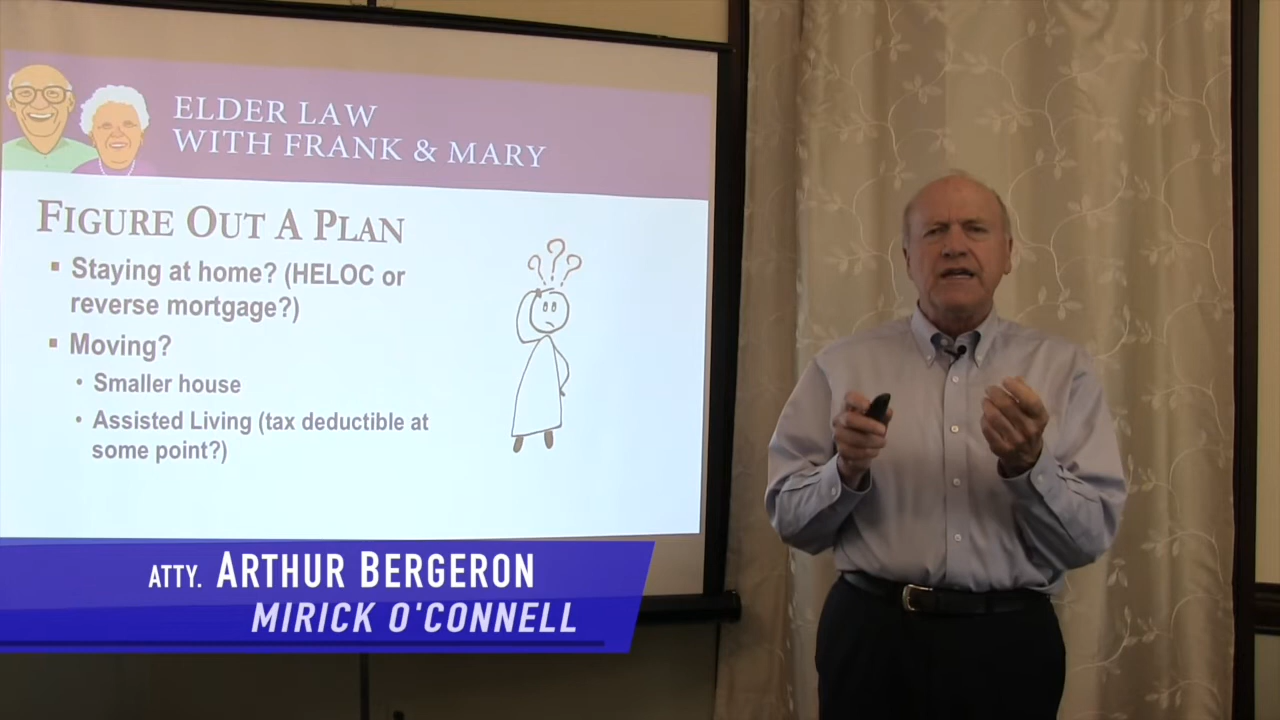 ELDER LAW
WITH FRANK & MARY
FIGURE OUT A PLAN
▪ Staying at home? (HELOC or
reverse mortgage?)
▪ Moving?
• Smaller house
• Assisted Living (tax deductible at
some point?)
? ? ?
ATTY. ARTHUR BERGERON
MIRICK O'CONNELL